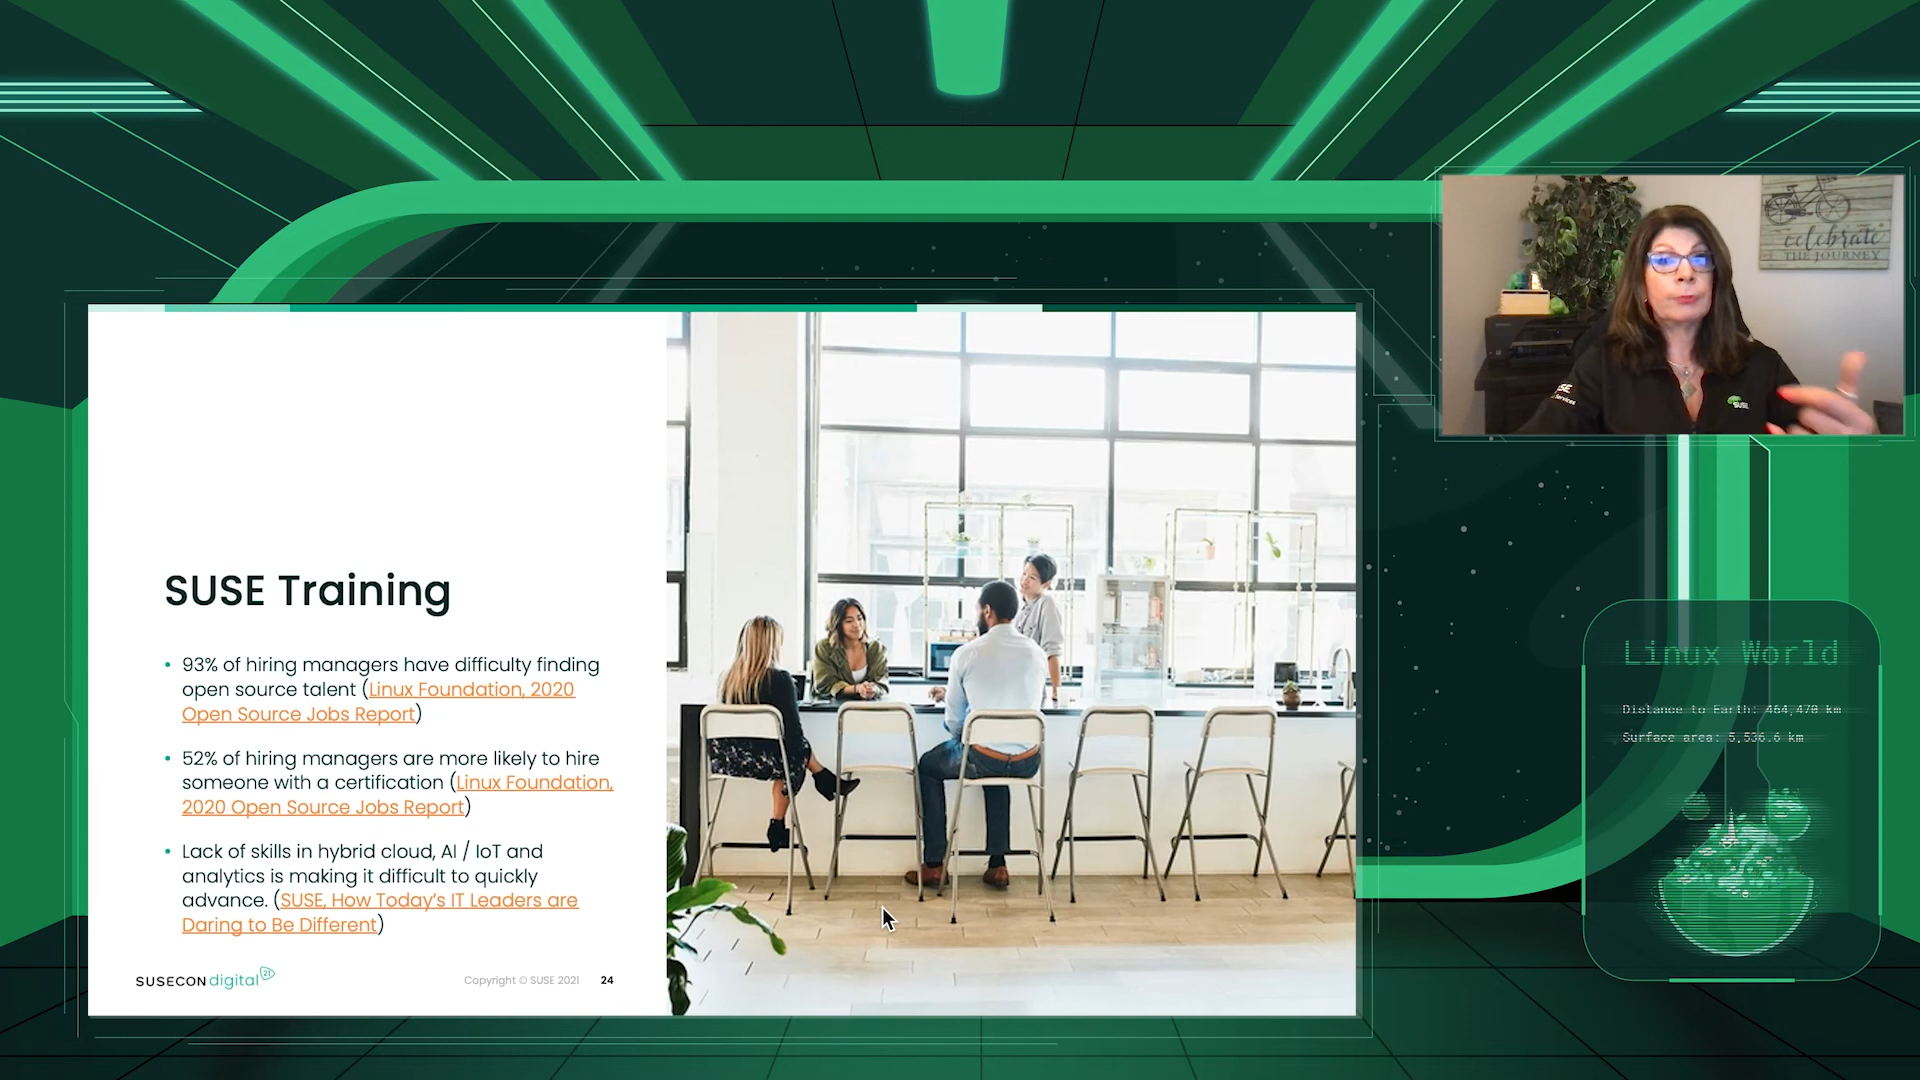 celebrate
THE JOURNEY
SUSE
SUSE Training
• 93% of hiring managers have difficulty finding
open source talent (Linux Foundation, 2020
Open Source Jobs Report)
• 52% of hiring managers are more likely to hire
someone with a certification (Linux Foundation,
2020 Open Source Jobs Report)
• Lack of skills in hybrid cloud, AI / IoT and
analytics is making it difficult to quickly
advance. (SUSE, How Today's IT Leaders are
Daring to Be Different)
SUSECON digital 21
Copyright © SUSE 2021 24
Linux World
Distance to Earth: 464,470 km
Surface area: 5,536.6 km